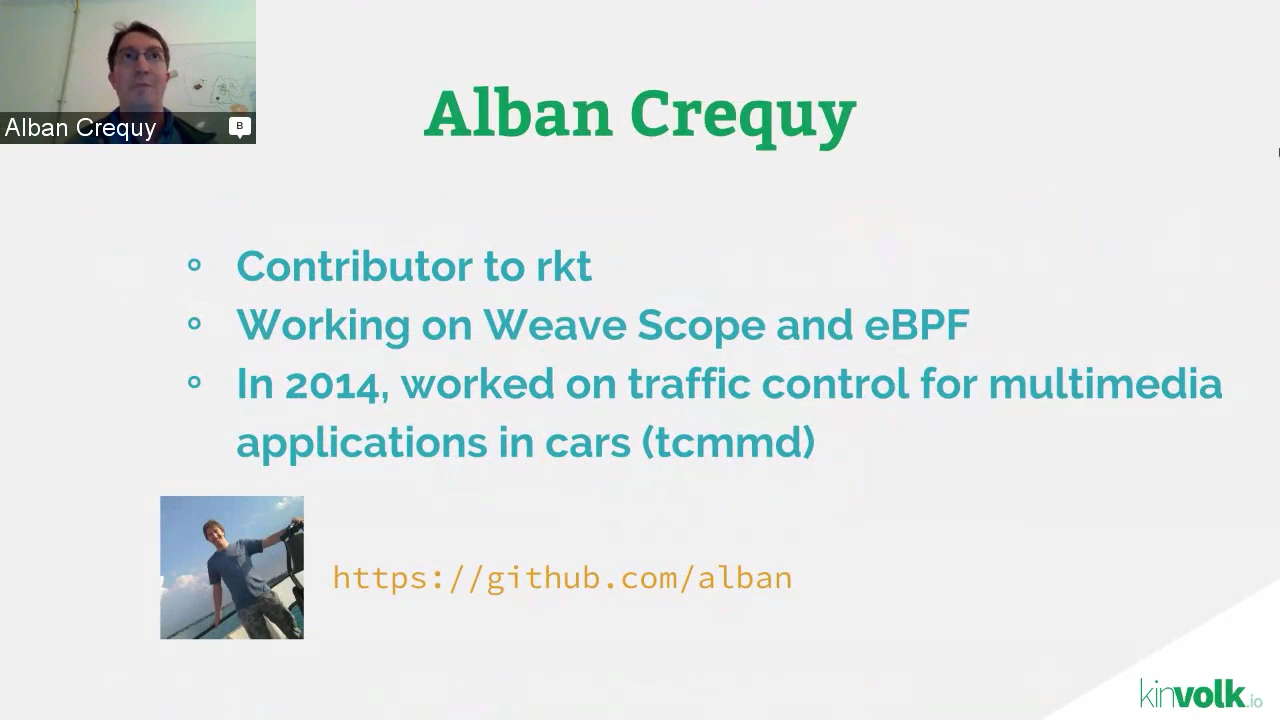 Alban Crequy
B
Alban Crequy
Contributor to rkt
Working on Weave Scope and eBPF
In 2014, worked on traffic control for multimedia
applications in cars (tcmmd)
https://github.com/alban
kinvolk.io